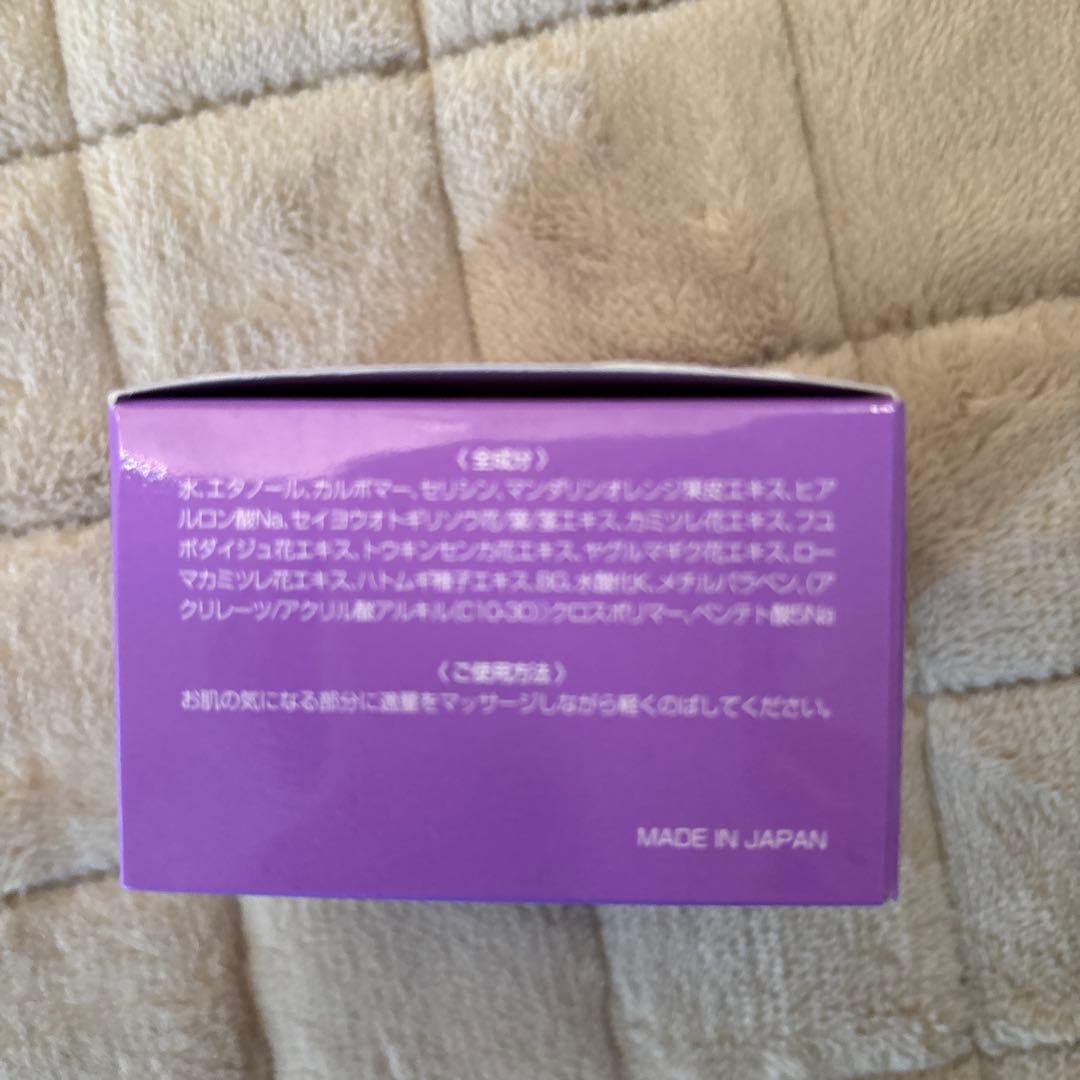 〈全成分〉
水、エタノール、カルボマー、セリシン、マンダリンオレンジ果皮エキス、ヒア
ルロン酸Na、セイヨウオトギリソウ花/葉/茎エキス、カミツレ花エキス、フユ
ボダイジュ花エキス、トウキンセンカ花エキス、ヤグルマギク花エキス、ロー
マカミツレ花エキス、ハトムギ種子エキス、BG、水酸化K、メチルパラベン、(ア
クリレーツ/アクリル酸アルキル(C10-30))クロスポリマー、ペンテト酸5Na
〈ご使用方法〉
お肌の気になる部分に適量をマッサージしながら軽くのばしてください。
MADE IN JAPAN